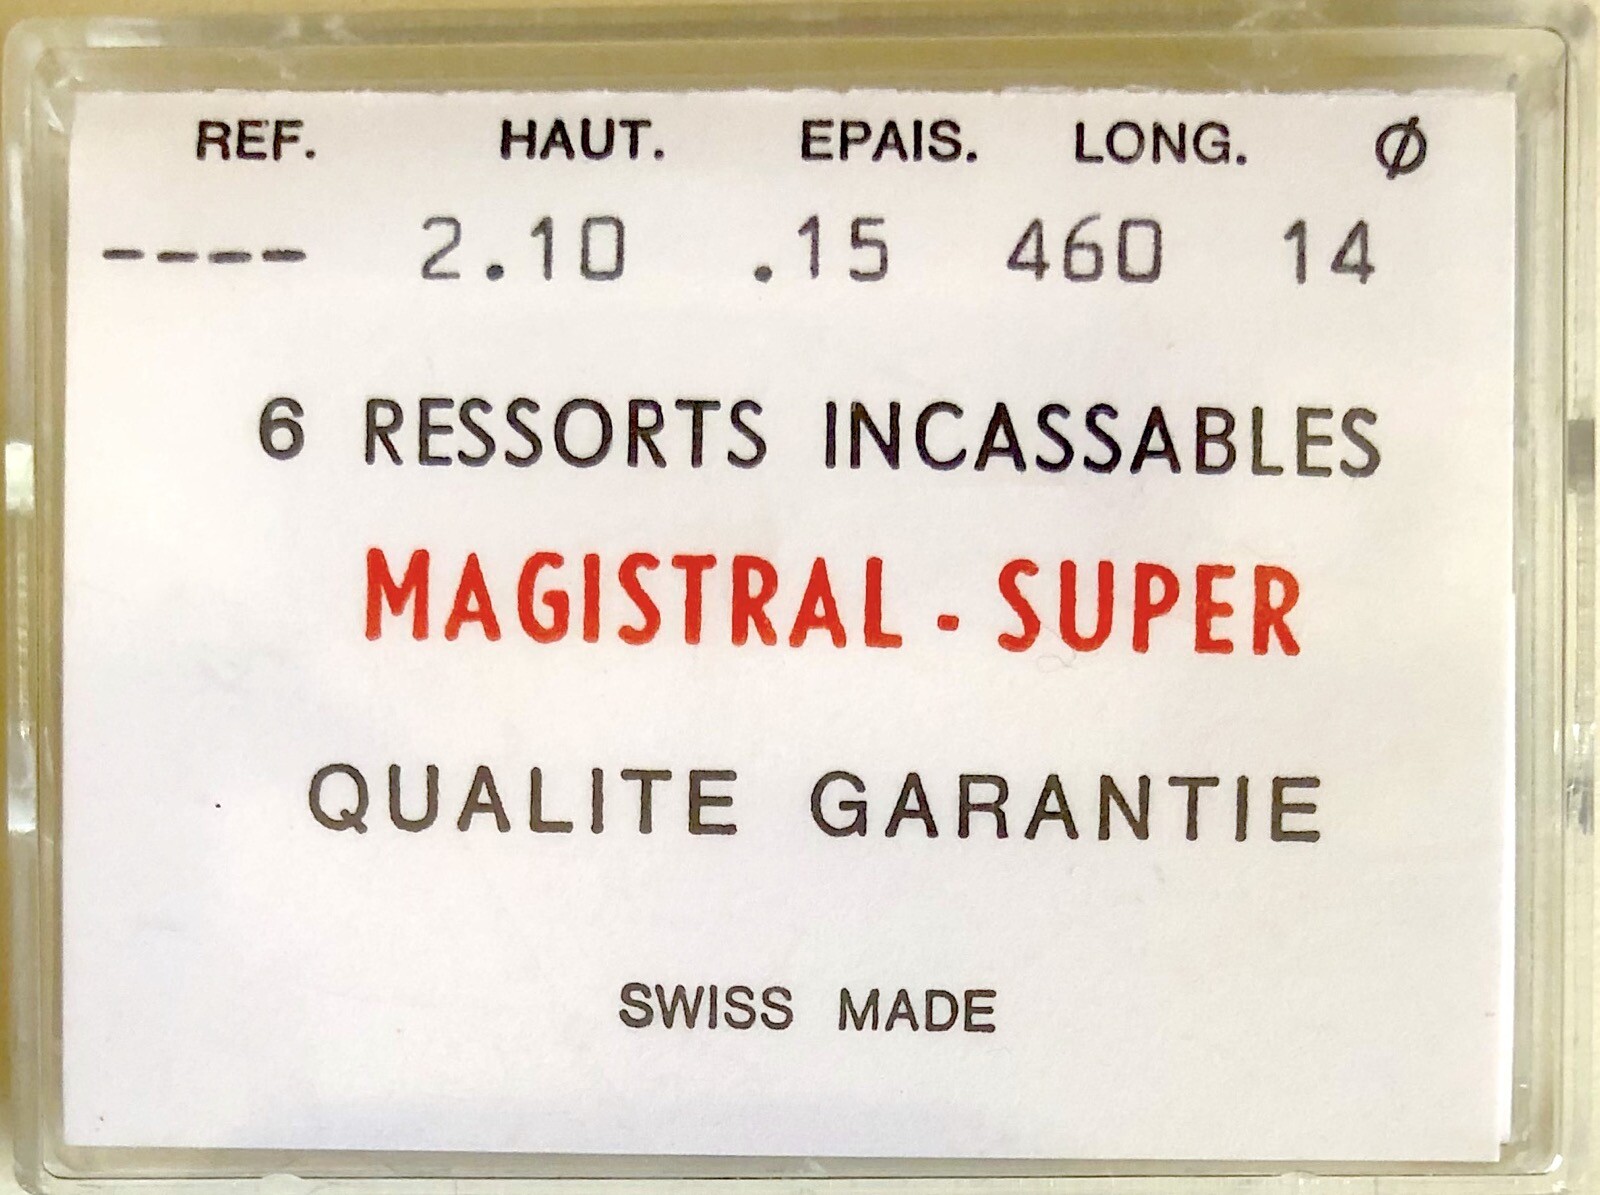 REF. HAUT. EPAIS. LONG. Ø
---- 2.10 .15 460 14
6 RESSORTS INCASSABLES
MAGISTRAL - SUPER
QUALITE GARANTIE
SWISS MADE